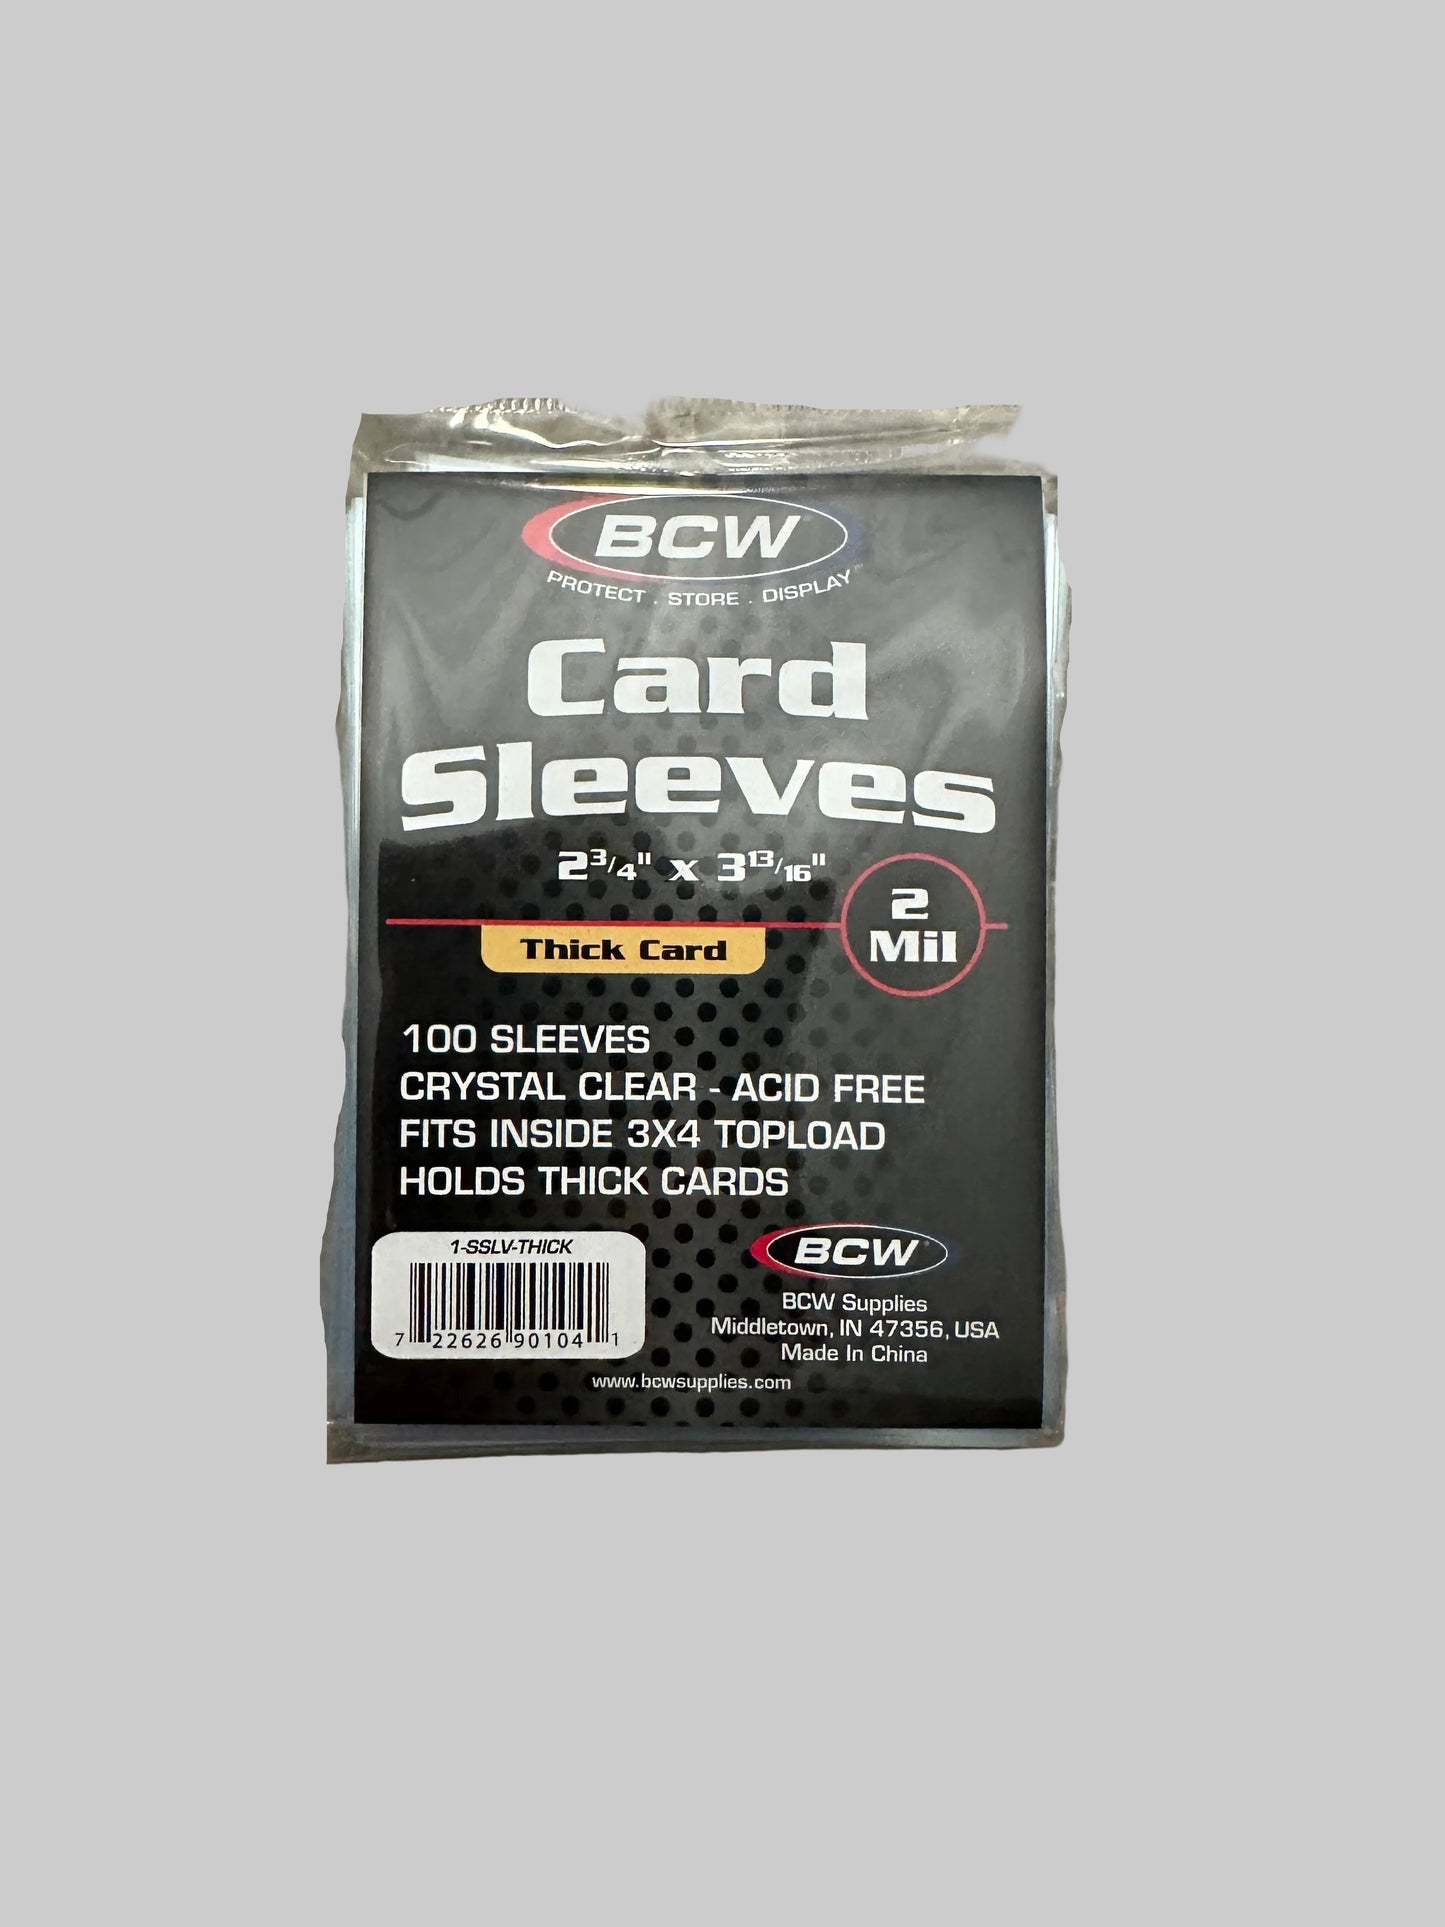 BCW
PROTECT . STORE . DISPLAY
Card
Sleeves
2 3/4" x 3 13/16"
2
Mil
Thick Card
100 SLEEVES
CRYSTAL CLEAR - ACID FREE
FITS INSIDE 3X4 TOPLOAD
HOLDS THICK CARDS
1-SSLV-THICK
7 22626 90104 1
BCW
BCW Supplies
Middletown, IN 47356, USA
Made In China
www.bcwsupplies.com